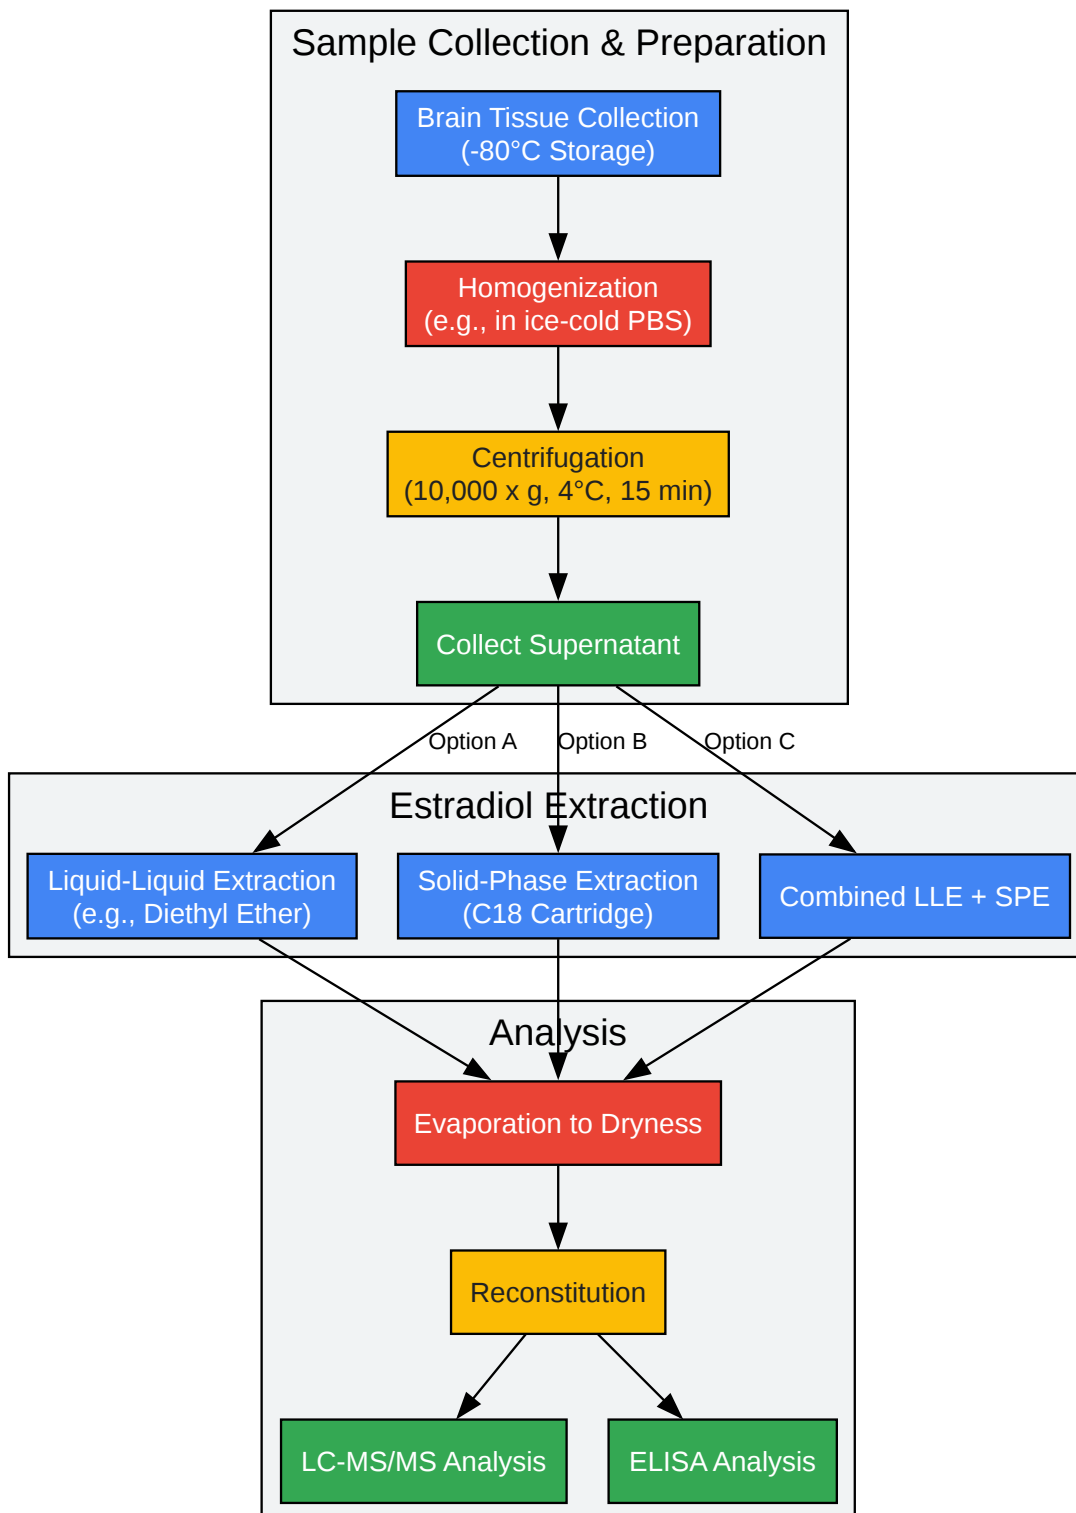 Sample Collection & Preparation
Brain Tissue Collection
(-80°C Storage)
Homogenization
(e.g., in ice-cold PBS)
Centrifugation
(10,000 x g, 4°C, 15 min)
Collect Supernatant
Option A
Option B
Option C
Estradiol Extraction
Liquid-Liquid Extraction
(e.g., Diethyl Ether)
Solid-Phase Extraction
(C18 Cartridge)
Combined LLE + SPE
Analysis
Evaporation to Dryness
Reconstitution
LC-MS/MS Analysis
ELISA Analysis